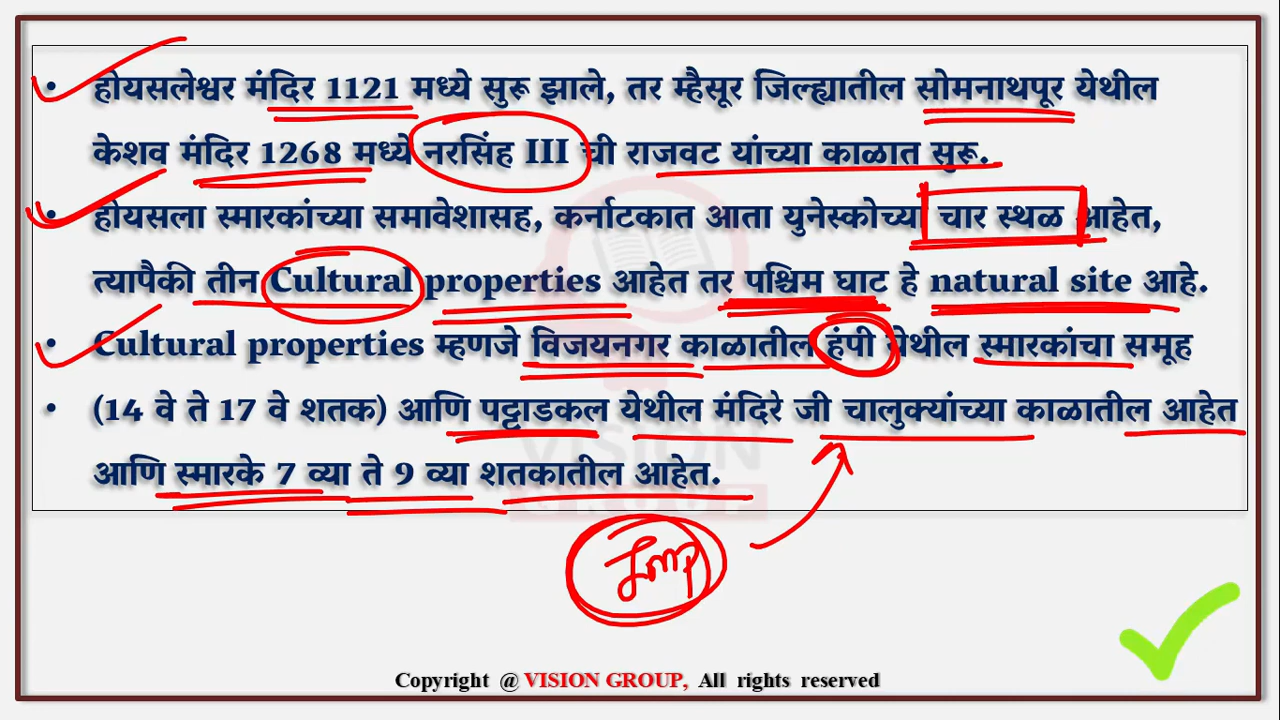 • होयसलेश्वर मंदिर 1121 मध्ये सुरू झाले, तर म्हैसूर जिल्ह्यातील सोमनाथपूर येथील
केशव मंदिर 1268 मध्ये नरसिंह III ची राजवट यांच्या काळात सुरू.
• होयसला स्मारकांच्या समावेशासह, कर्नाटकात आता युनेस्कोच्या चार स्थळ आहेत,
त्यापैकी तीन Cultural properties आहेत तर पश्चिम घाट हे natural site आहे.
• Cultural properties म्हणजे विजयनगर काळातील हंपी येथील स्मारकांचा समूह
• (14 वे ते 17 वे शतक) आणि पट्टाडकल येथील मंदिरे जी चालुक्यांच्या काळातील आहेत
आणि स्मारके 7 व्या ते 9 व्या शतकातील आहेत.
VISION
GROUP
Imp
Copyright @ VISION GROUP, All rights reserved